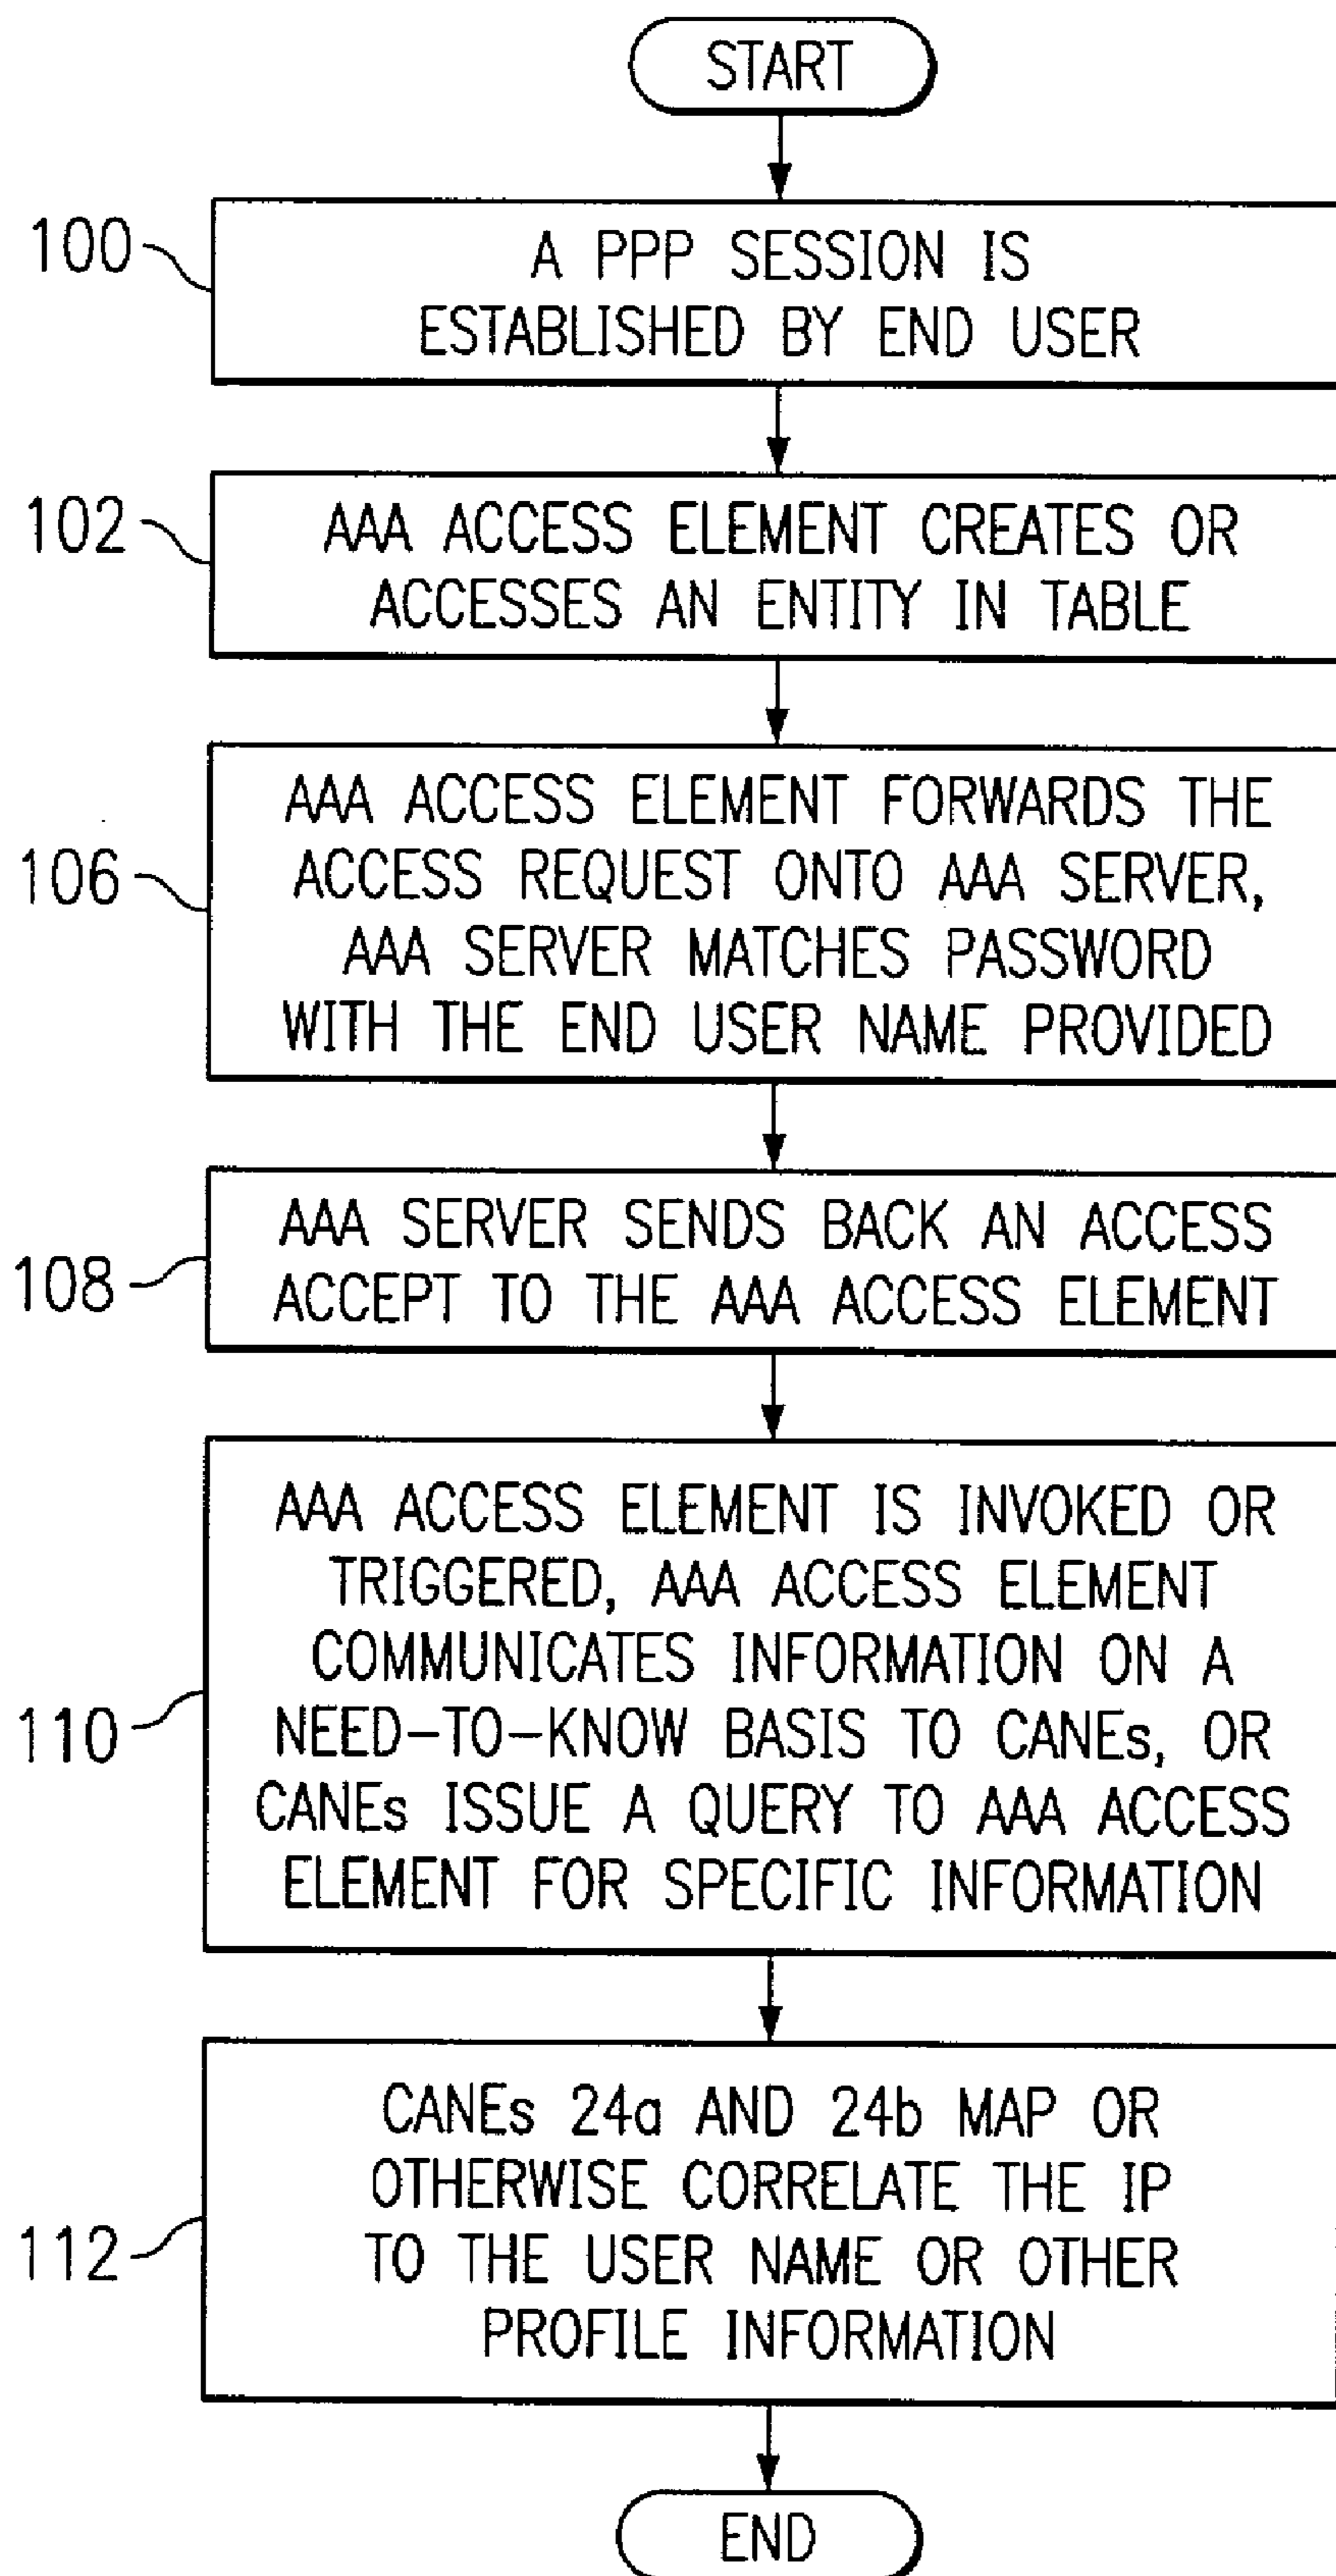 START
100
A PPP SESSION IS
ESTABLISHED BY END USER
102
AAA ACCESS ELEMENT CREATES OR
ACCESSES AN ENTITY IN TABLE
106
AAA ACCESS ELEMENT FORWARDS THE
ACCESS REQUEST ONTO AAA SERVER,
AAA SERVER MATCHES PASSWORD
WITH THE END USER NAME PROVIDED
108
AAA SERVER SENDS BACK AN ACCESS
ACCEPT TO THE AAA ACCESS ELEMENT
110
AAA ACCESS ELEMENT IS INVOKED OR
TRIGGERED, AAA ACCESS ELEMENT
COMMUNICATES INFORMATION ON A
NEED-TO-KNOW BASIS TO CANEs, OR
CANEs ISSUE A QUERY TO AAA ACCESS
ELEMENT FOR SPECIFIC INFORMATION
112
CANEs 24a AND 24b MAP OR
OTHERWISE CORRELATE THE IP
TO THE USER NAME OR OTHER
PROFILE INFORMATION
END